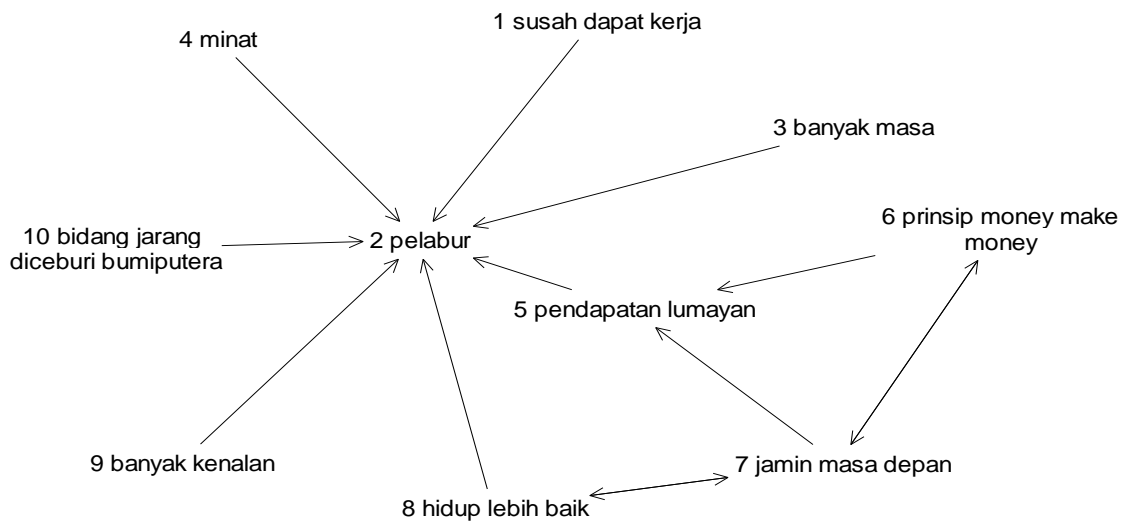 1 susah dapat kerja
4 minat
3 banyak masa
6 prinsip money make
money
10 bidang jarang
diceburi bumiputera
2 pelabur
5 pendapatan lumayan
9 banyak kenalan
7 jamin masa depan
8 hidup lebih baik